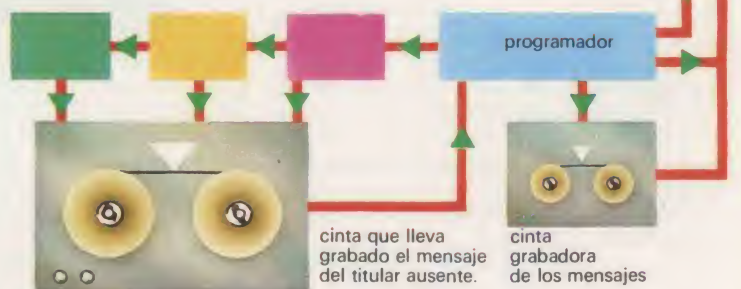 programador
cinta que lleva
grabado el mensaje
del titular ausente.
cinta
grabadora
de los mensajes